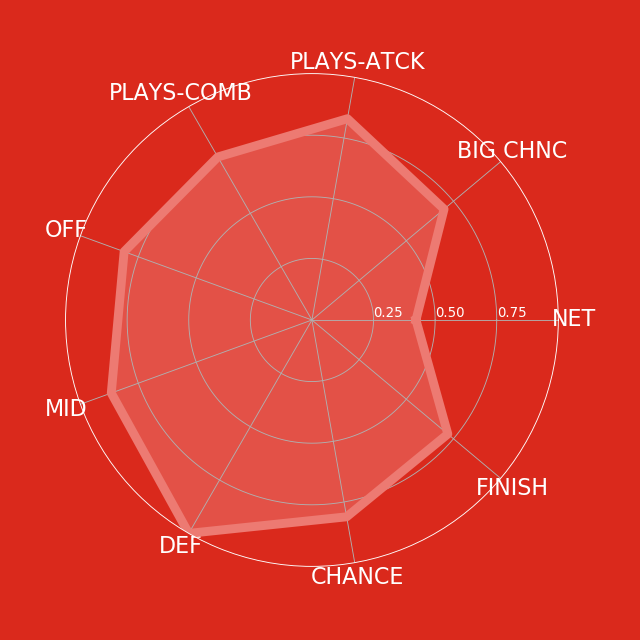 PLAYS-ATCK
PLAYS-COMB
BIG CHNC
OFF
0.25
0.50
0.75
NET
MID
FINISH
DEF
CHANCE